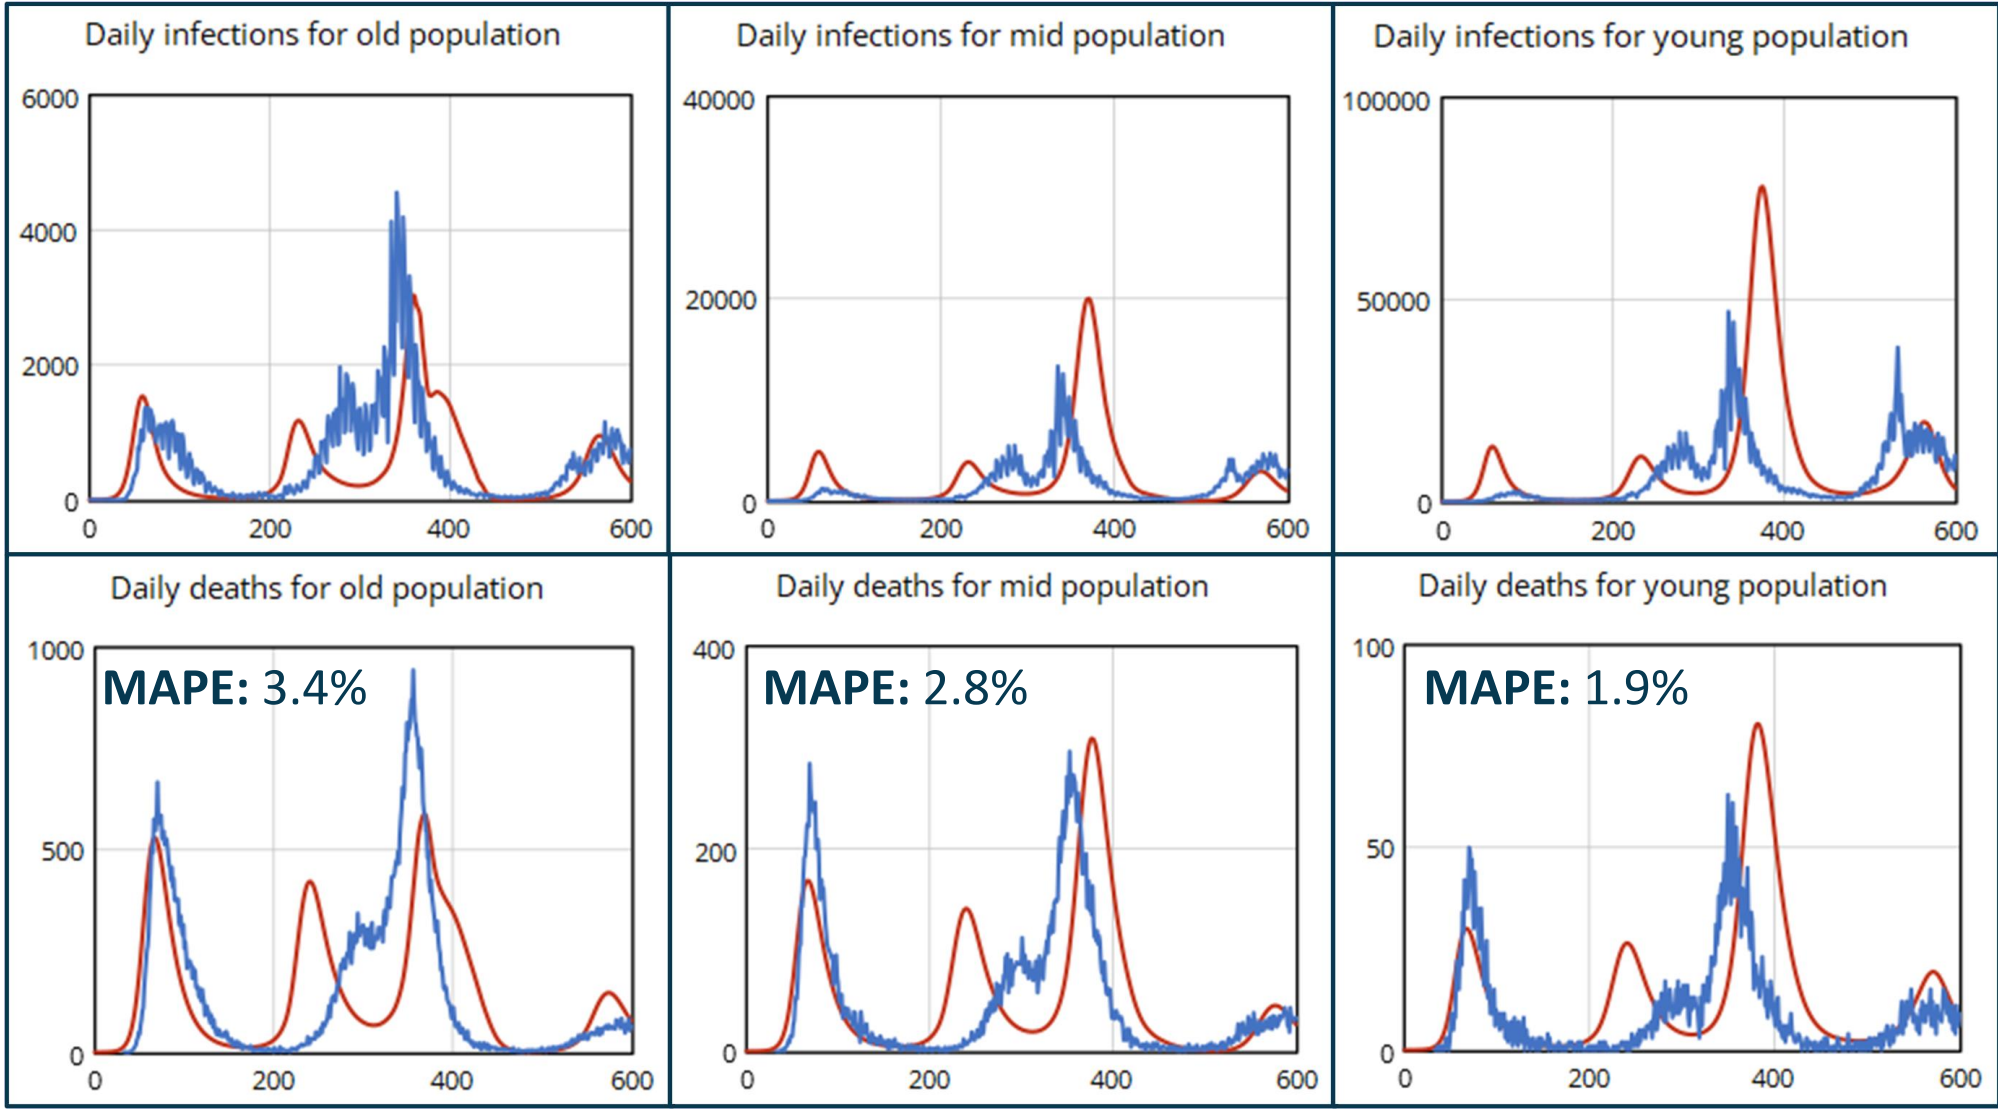 Daily infections for old population
6000
4000
2000
0
0 200 400 600
Daily infections for mid population
40000
20000
0
0 200 400 600
Daily infections for young population
100000
50000
0
0 200 400 600
Daily deaths for old population
1000
MAPE: 3.4%
500
0
0 200 400 600
Daily deaths for mid population
400
MAPE: 2.8%
200
0
0 200 400 600
Daily deaths for young population
100
MAPE: 1.9%
50
0
0 200 400 600